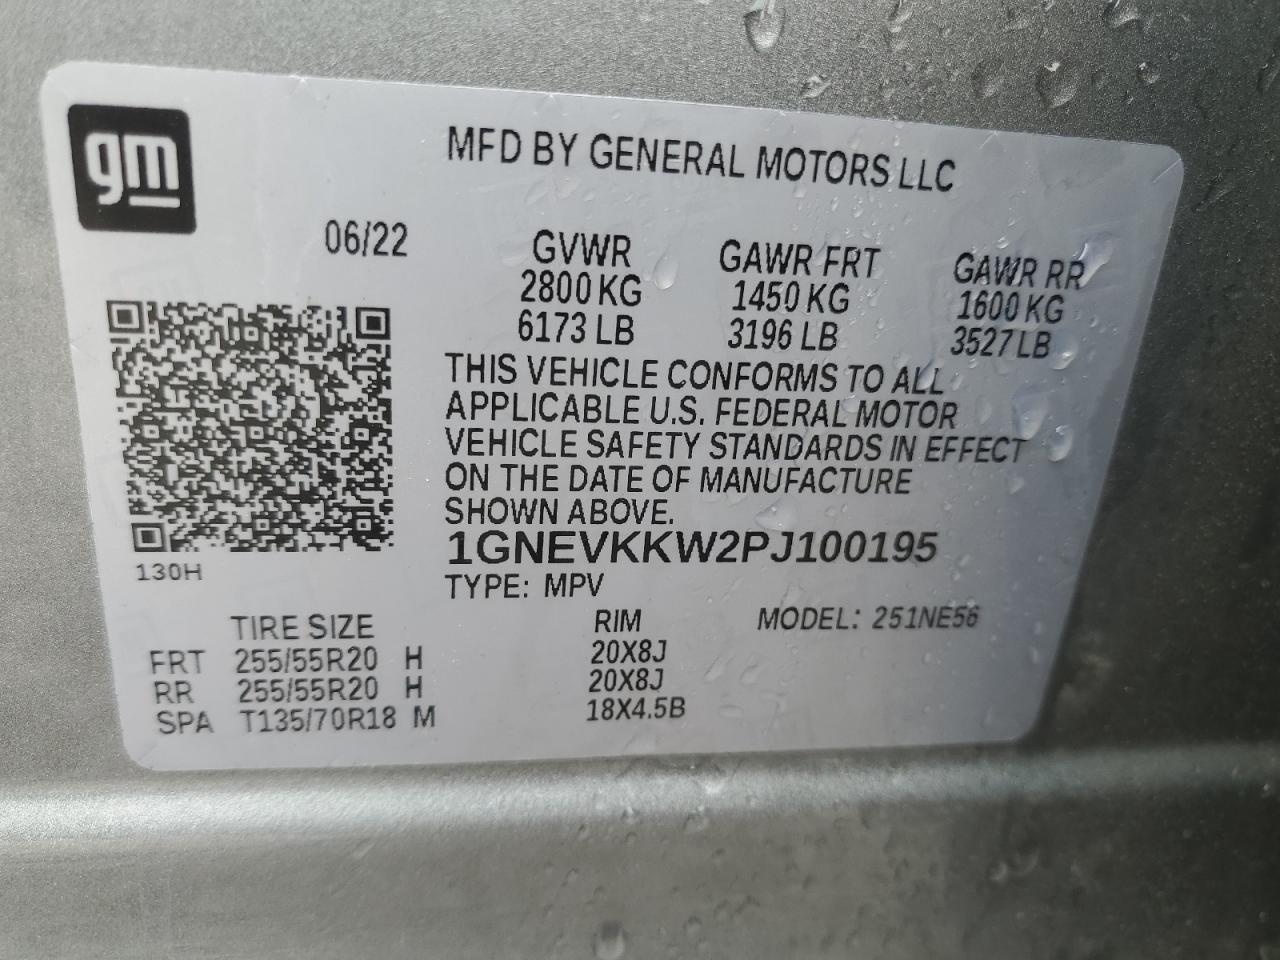 gm
MFD BY GENERAL MOTORS LLC
06/22
GVWR GAWR FRT GAWR RR
2800 KG 1450 KG 1600 KG
6173 LB 3196 LB 3527 LB
THIS VEHICLE CONFORMS TO ALL
APPLICABLE U.S. FEDERAL MOTOR
VEHICLE SAFETY STANDARDS IN EFFECT
ON THE DATE OF MANUFACTURE
SHOWN ABOVE.
1GNEVKKW2PJ100195
130H
TYPE: MPV
TIRE SIZE RIM MODEL: 251NE56
FRT 255/55R20 H 20X8J
RR 255/55R20 H 20X8J
SPA T135/70R18 M 18X4.5B